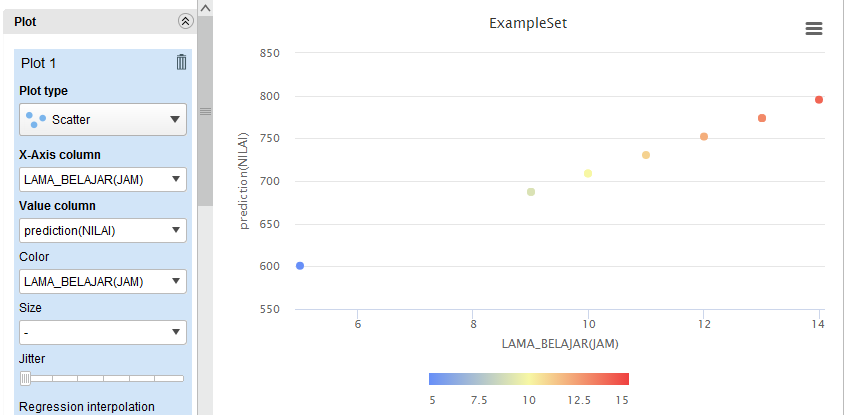 Plot
Plot 1
Plot type
Scatter
X-Axis column
LAMA_BELAJAR(JAM)
Value column
prediction(NILAI)
Color
LAMA_BELAJAR(JAM)
Size
-
Jitter
Regression interpolation
ExampleSet
prediction(NILAI)
850
800
750
700
650
600
550
6 8 10 12 14
LAMA_BELAJAR(JAM)
5 7.5 10 12.5 15